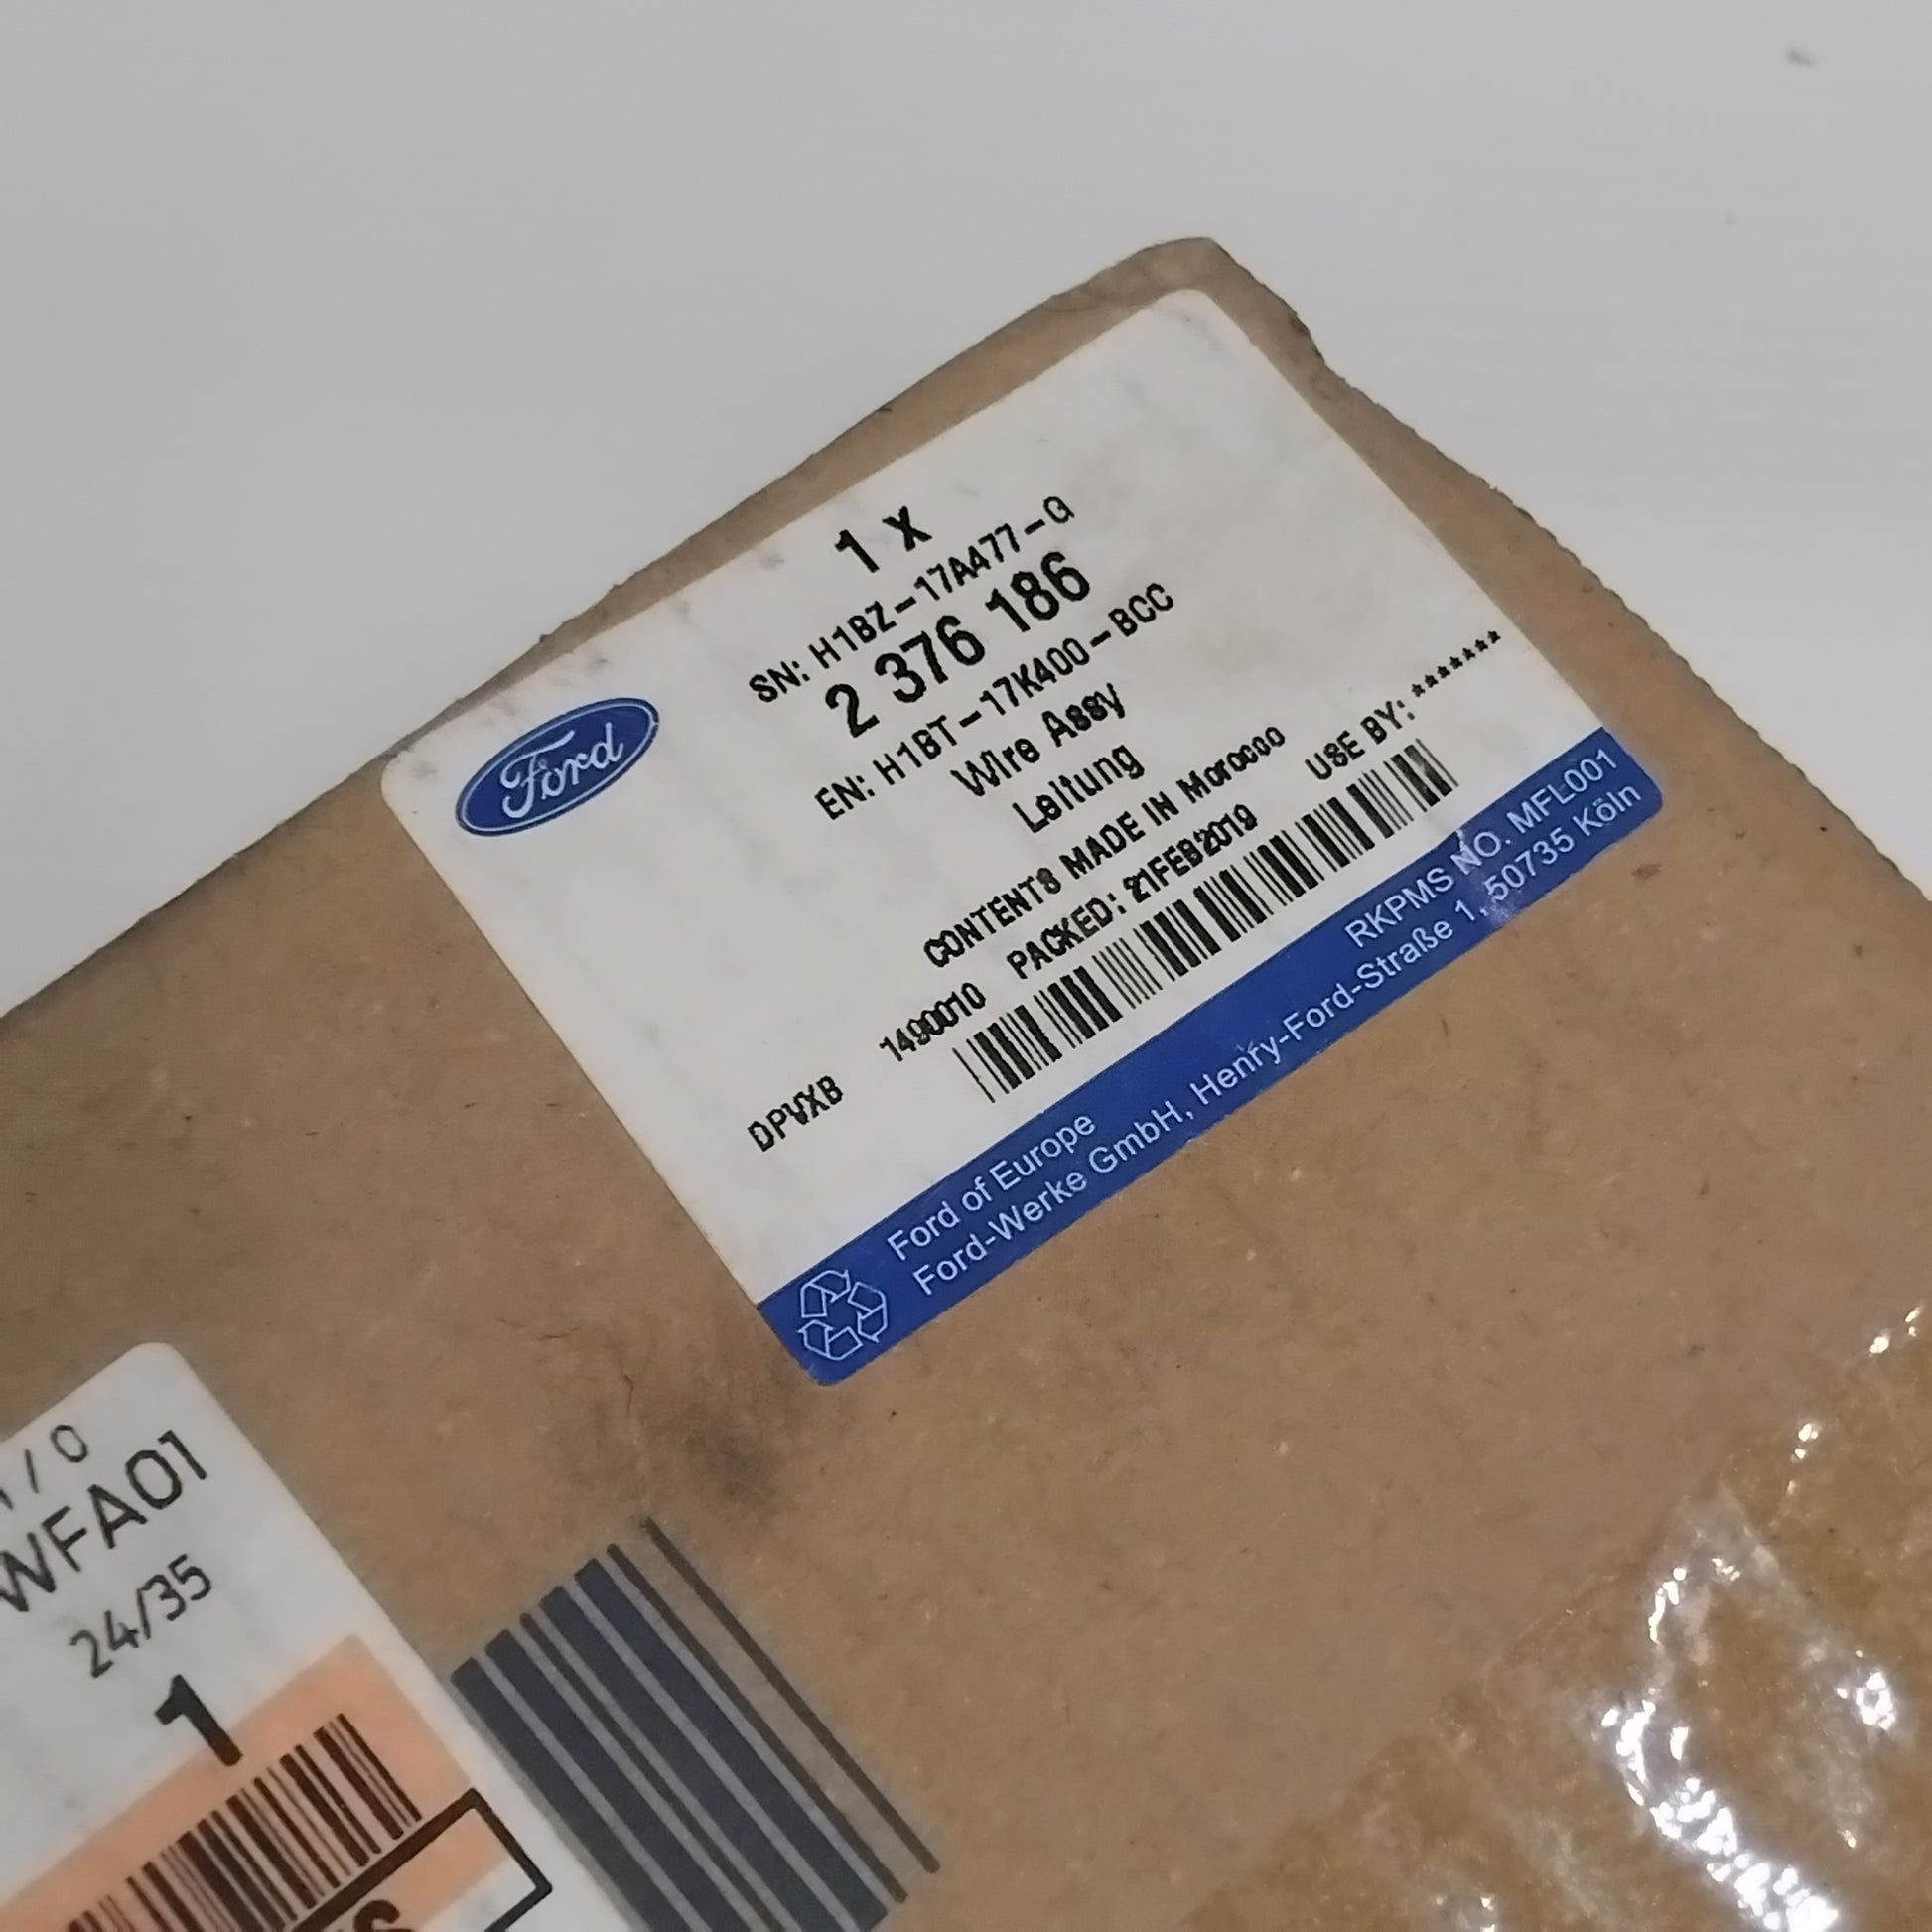 1 x
SN: H1BZ-17A477-G
2 376 186
EN: H1BT-17K400-BCC
Wire Assy
Leitung
CONTENTS MADE IN Morocco
1490010 PACKED: 21FEB2019 USE BY: *******
DPVXB
Ford
RKPMS NO. MFL001
Ford of Europe
Ford-Werke GmbH, Henry-Ford-Straße 1, 50735 Köln
/ 0
WFA01
24/35
1